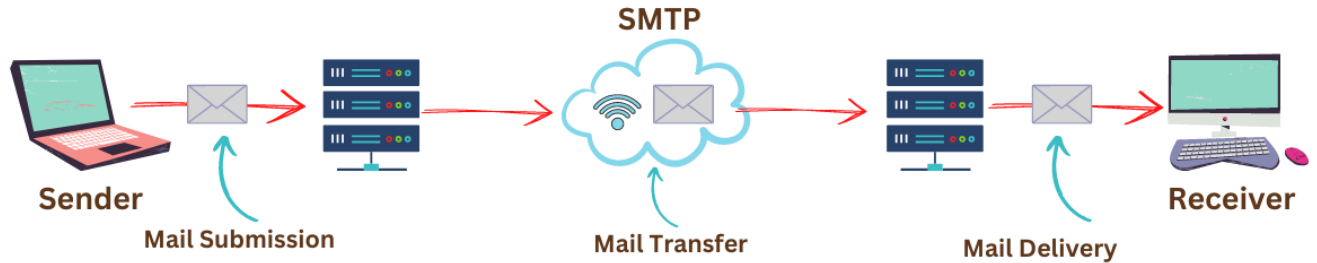 SMTP
Sender
Mail Submission
Mail Transfer
Mail Delivery
Receiver